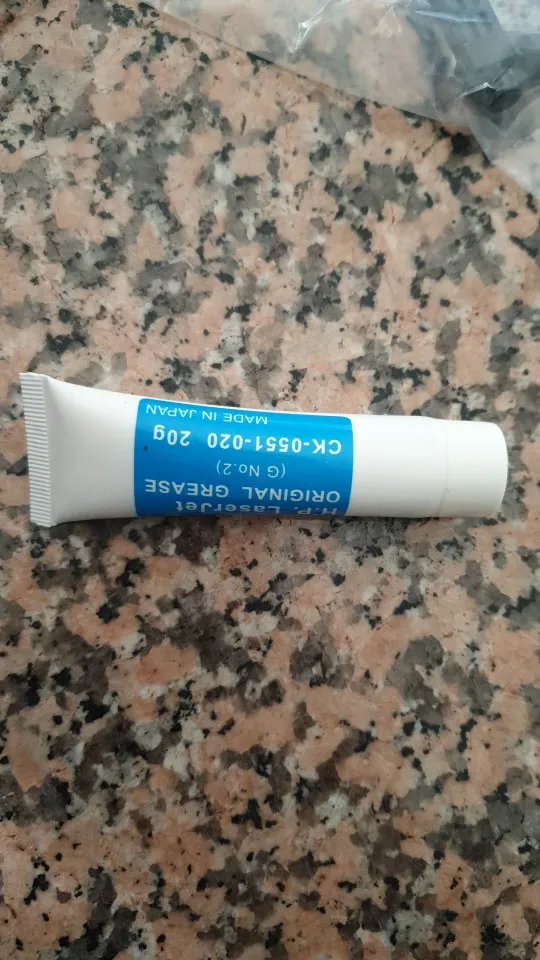 H.P. LaserJet
ORIGINAL GREASE
(G No.2)
CK-0551-020 20g
MADE IN JAPAN